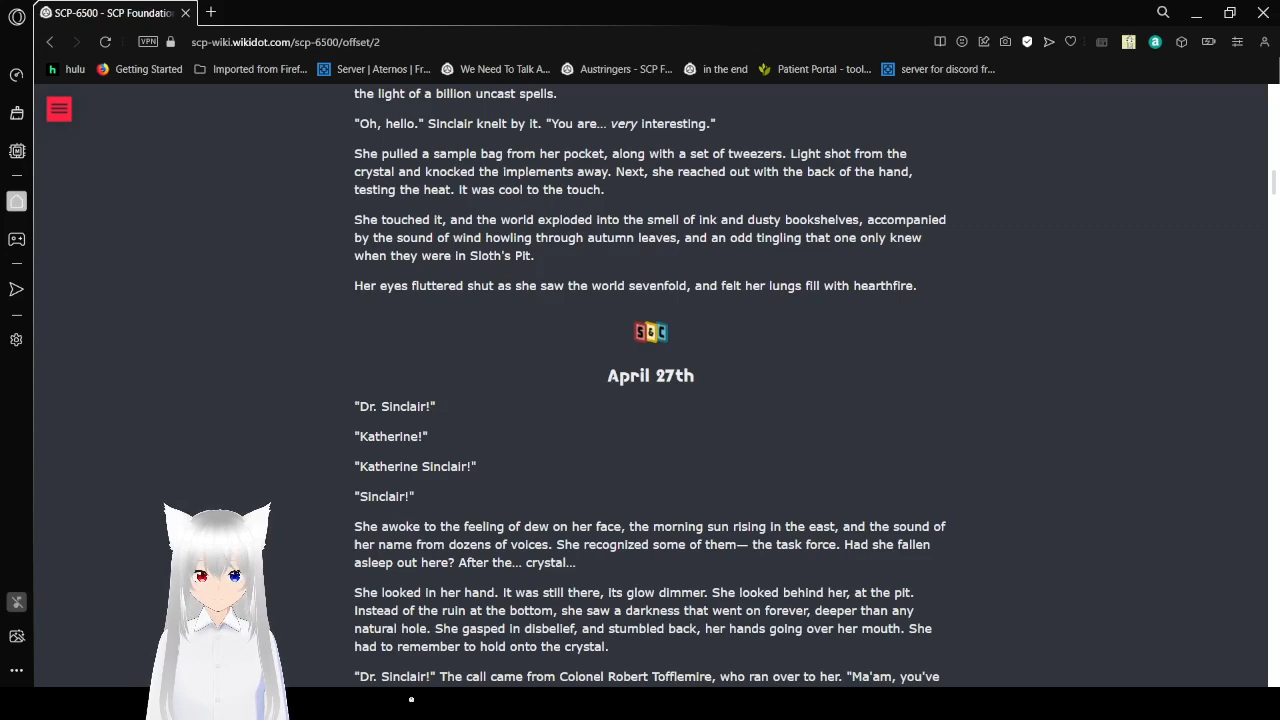 SCP-6500 - SCP Foundatio
scp-wiki.wikidot.com/scp-6500/offset/2
VPN
hulu
Getting Started
Imported from Firef...
Server | Aternos | Fr...
We Need To Talk A...
Austringers - SCP F...
in the end
Patient Portal - tool...
server for discord fr...
the light of a billion uncast spells.
"Oh, hello." Sinclair knelt by it. "You are... very interesting."
She pulled a sample bag from her pocket, along with a set of tweezers. Light shot from the
crystal and knocked the implements away. Next, she reached out with the back of the hand,
testing the heat. It was cool to the touch.
She touched it, and the world exploded into the smell of ink and dusty bookshelves, accompanied
by the sound of wind howling through autumn leaves, and an odd tingling that one only knew
when they were in Sloth's Pit.
Her eyes fluttered shut as she saw the world sevenfold, and felt her lungs fill with hearthfire.
S & C
April 27th
"Dr. Sinclair!"
"Katherine!"
"Katherine Sinclair!"
"Sinclair!"
She awoke to the feeling of dew on her face, the morning sun rising in the east, and the sound of
her name from dozens of voices. She recognized some of them— the task force. Had she fallen
asleep out here? After the... crystal...
She looked in her hand. It was still there, its glow dimmer. She looked behind her, at the pit.
Instead of the ruin at the bottom, she saw a darkness that went on forever, deeper than any
natural hole. She gasped in disbelief, and stumbled back, her hands going over her mouth. She
had to remember to hold onto the crystal.
"Dr. Sinclair!" The call came from Colonel Robert Tofflemire, who ran over to her. "Ma'am, you've